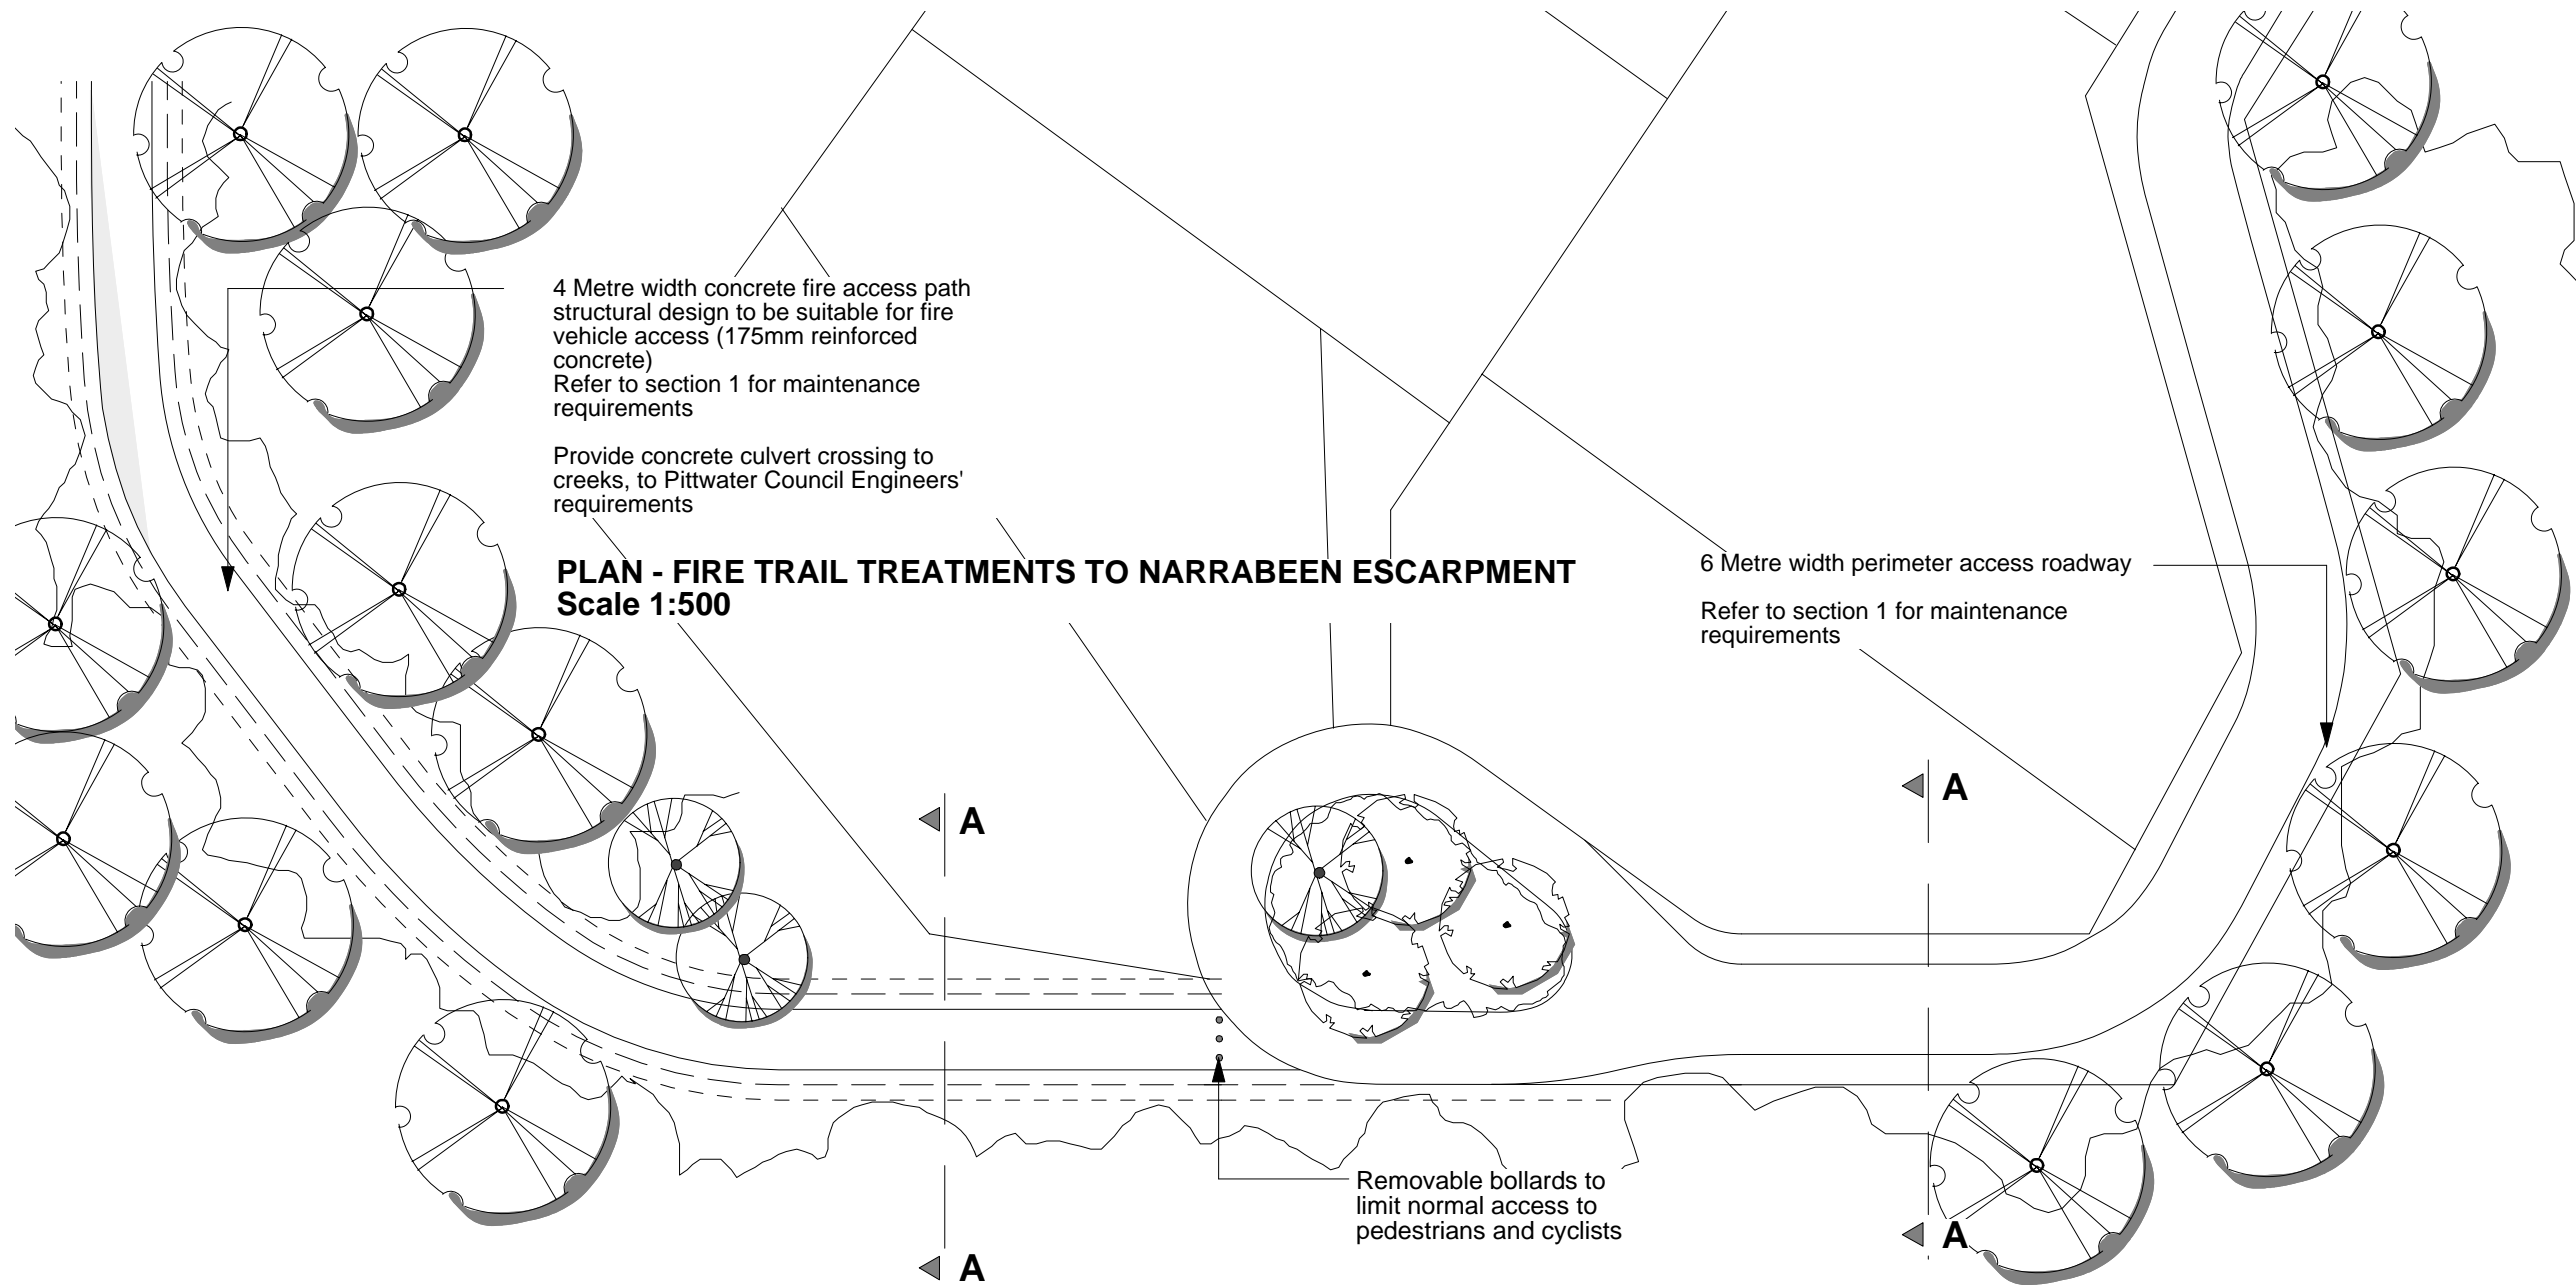 4 Metre width concrete fire access path
structural design to be suitable for fire
vehicle access (175mm reinforced
concrete)
Refer to section 1 for maintenance
requirements
Provide concrete culvert crossing to
creeks, to Pittwater Council Engineers'
requirements
PLAN - FIRE TRAIL TREATMENTS TO NARRABEEN ESCARPMENT
Scale 1:500
6 Metre width perimeter access roadway
Refer to section 1 for maintenance
requirements
A
A
Removable bollards to
limit normal access to
pedestrians and cyclists
A
A